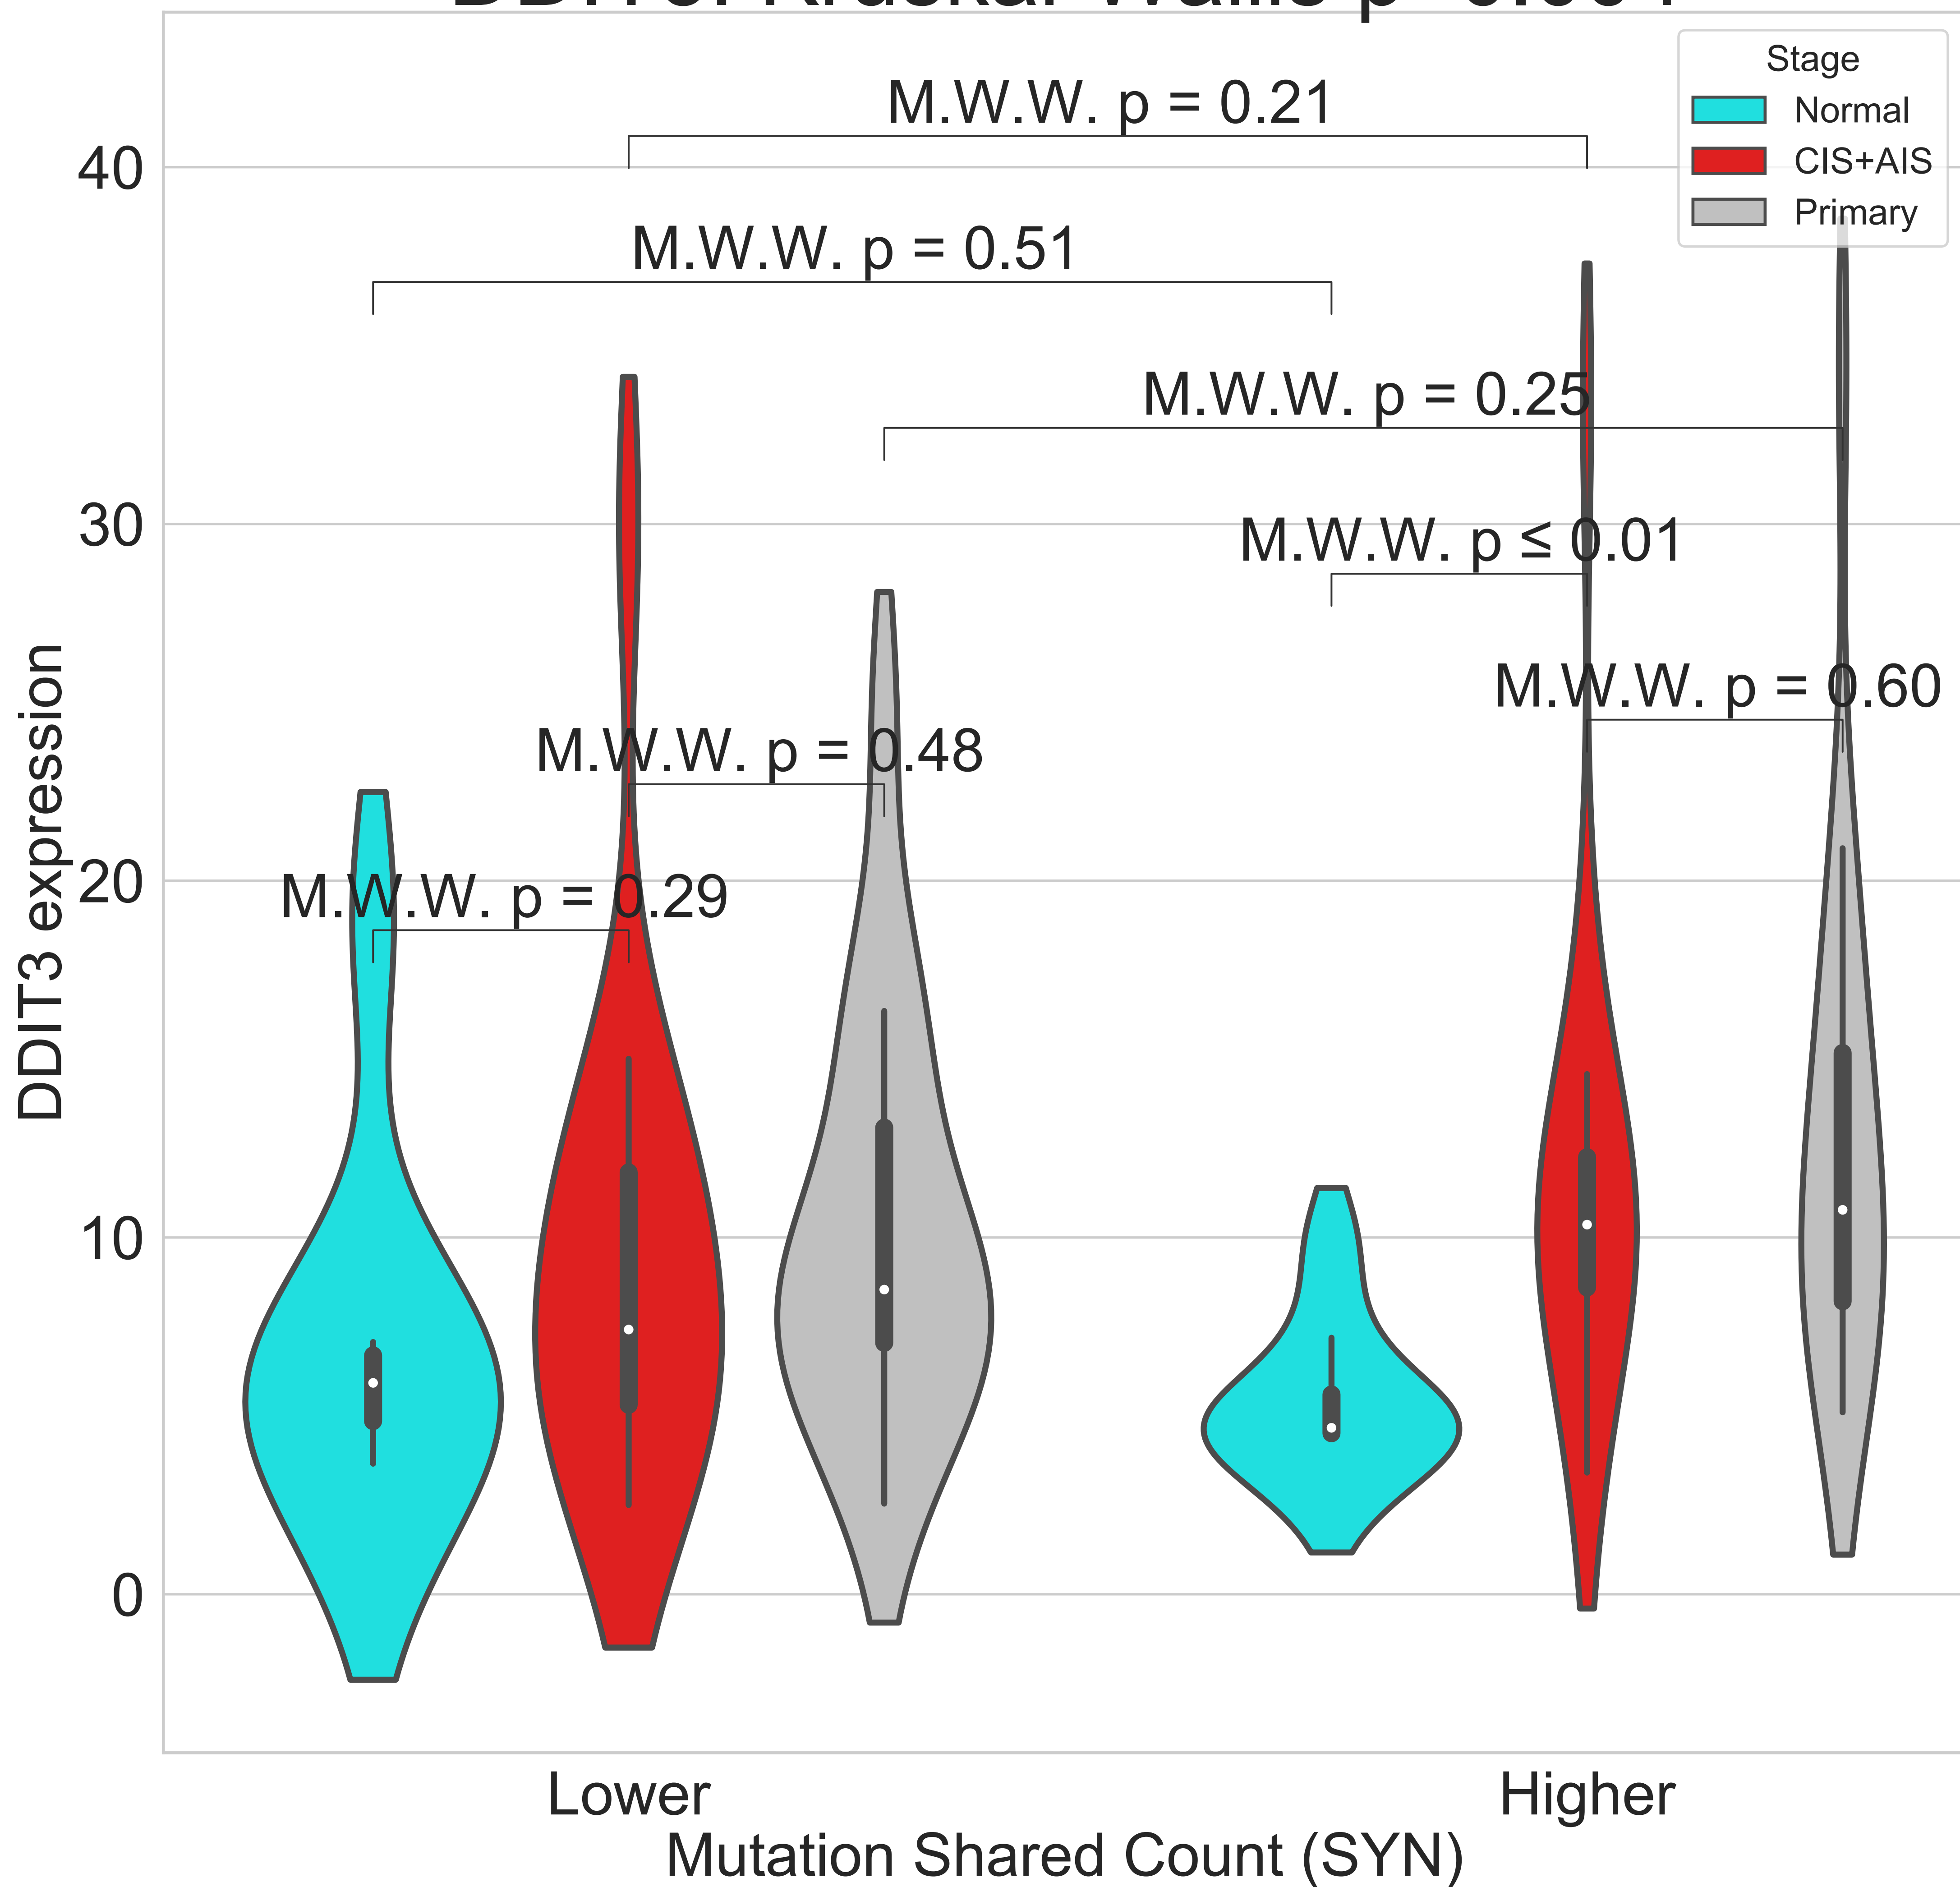 Stage
Normal
CIS+AIS
Primary
M.W.W. p = 0.21
M.W.W. p = 0.51
M.W.W. p = 0.25
M.W.W. p ≤ 0.01
M.W.W. p = 0.60
M.W.W. p = 0.48
M.W.W. p = 0.29
40
30
20
10
0
DDIT3 expression
Lower
Higher
Mutation Shared Count (SYN)